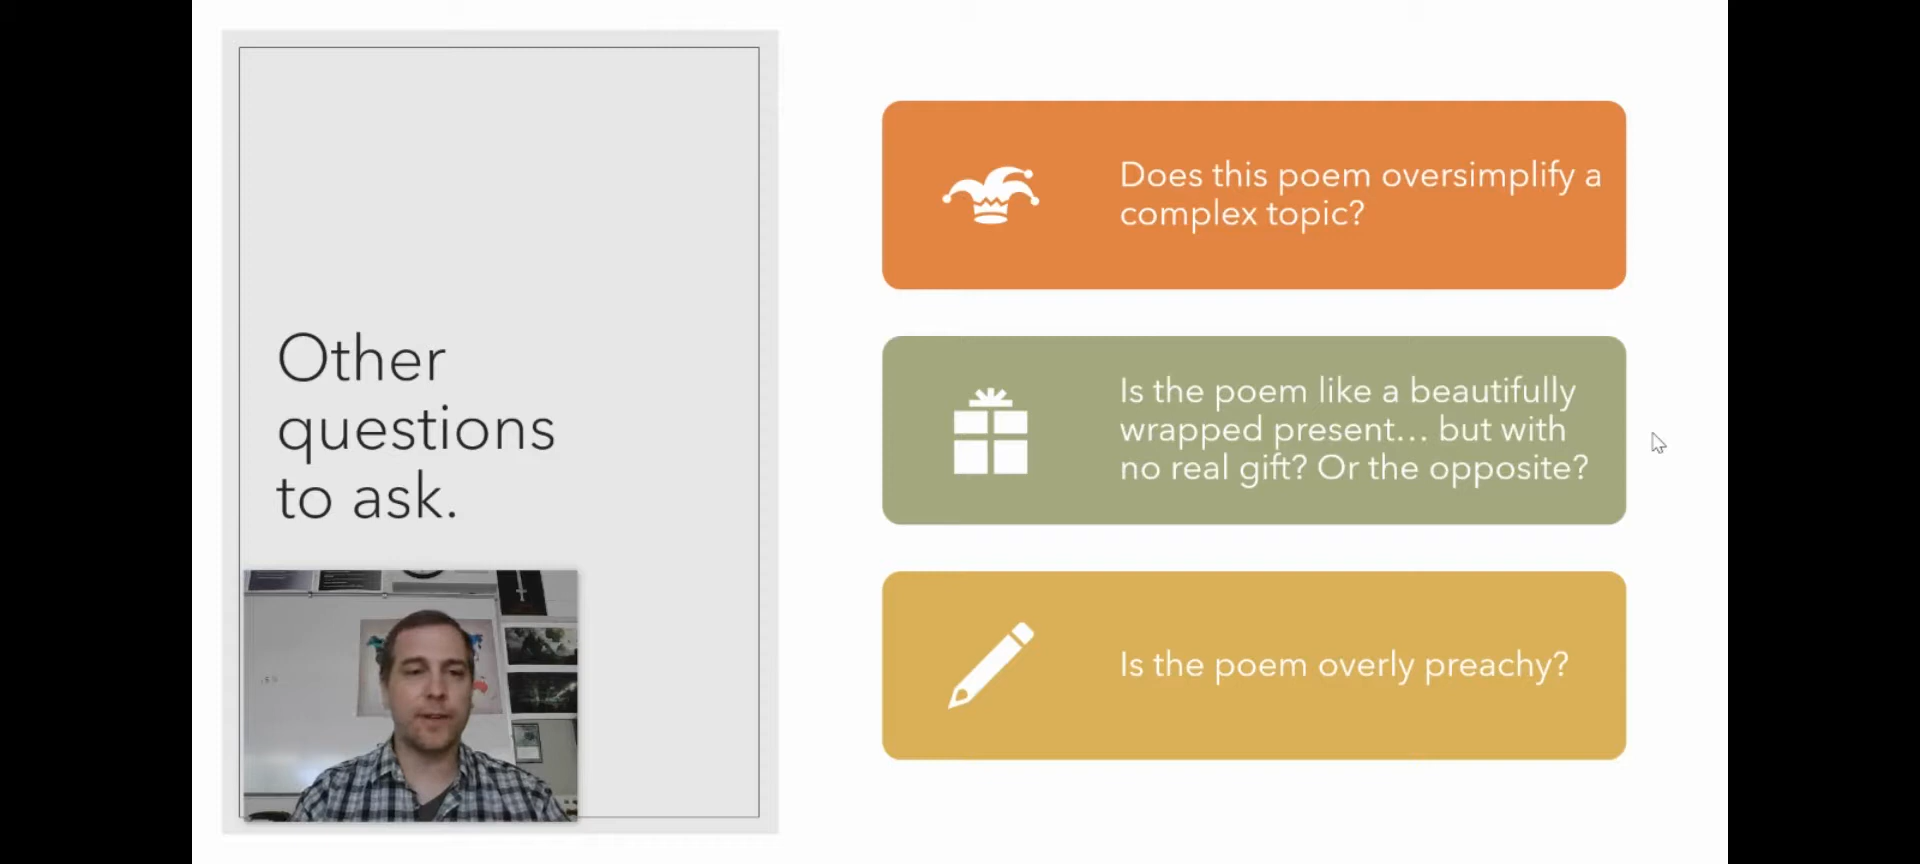 Other
questions
to ask.
Does this poem oversimplify a
complex topic?
Is the poem like a beautifully
wrapped present... but with
no real gift? Or the opposite?
Is the poem overly preachy?